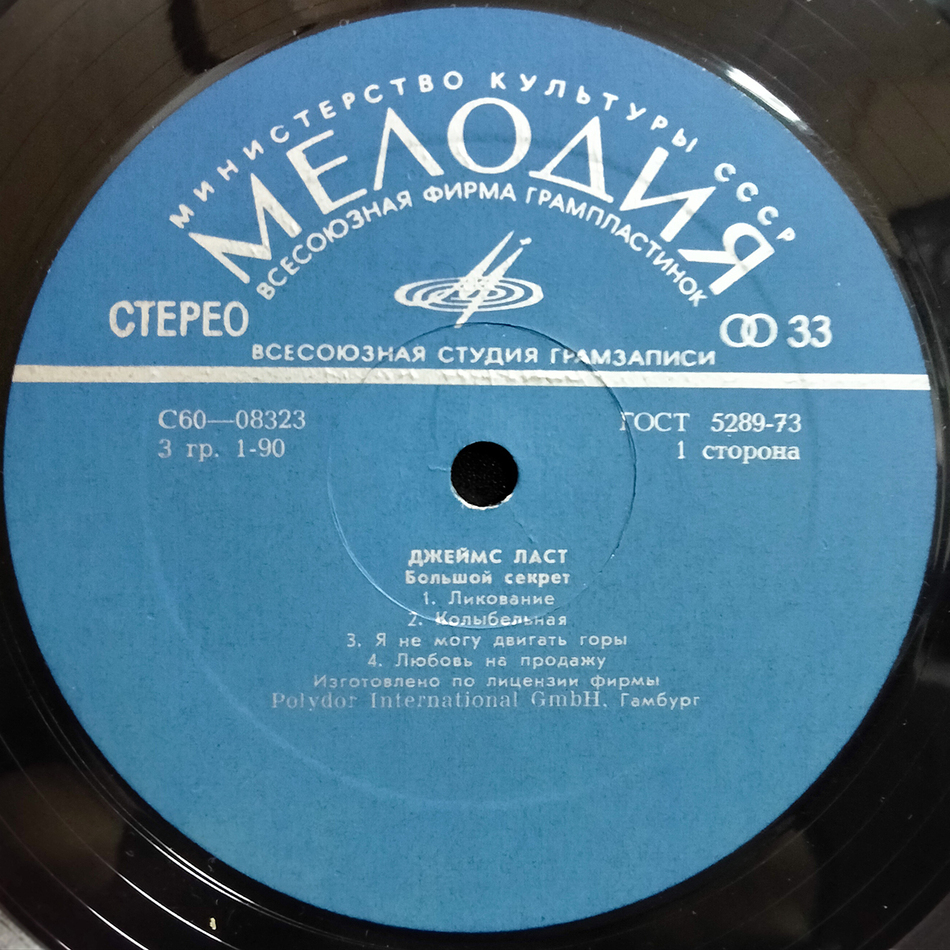 МИНИСТЕРСТВО КУЛЬТУРЫ СССР
МЕЛОДИЯ
ВСЕСОЮЗНАЯ ФИРМА ГРАМПЛАСТИНОК
СТЕРЕО
33
ВСЕСОЮЗНАЯ СТУДИЯ ГРАМЗАПИСИ
С60—08323
ГОСТ 5289-73
3 гр. 1-90
1 сторона
ДЖЕЙМС ЛАСТ
Большой секрет
1. Ликование
2. Колыбельная
3. Я не могу двигать горы
4. Любовь на продажу
Изготовлено по лицензии фирмы
Polydor International GmbH, Гамбург